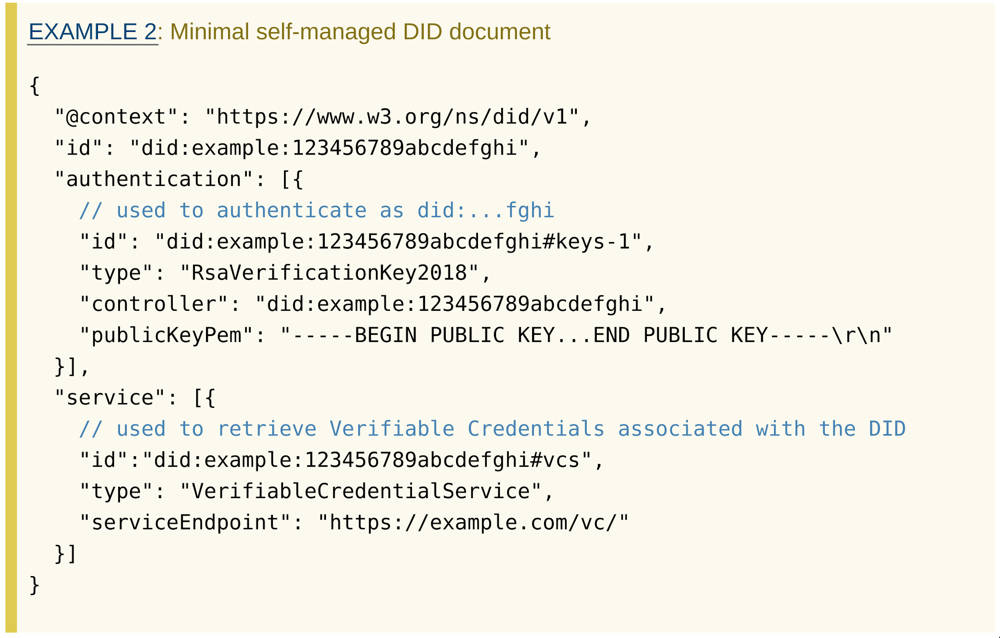 EXAMPLE 2: Minimal self-managed DID document
{
  "@context": "https://www.w3.org/ns/did/v1",
  "id": "did:example:123456789abcdefghi",
  "authentication": [{
    // used to authenticate as did:...fghi
    "id": "did:example:123456789abcdefghi#keys-1",
    "type": "RsaVerificationKey2018",
    "controller": "did:example:123456789abcdefghi",
    "publicKeyPem": "-----BEGIN PUBLIC KEY...END PUBLIC KEY-----\r\n"
  }],
  "service": [{
    // used to retrieve Verifiable Credentials associated with the DID
    "id":"did:example:123456789abcdefghi#vcs",
    "type": "VerifiableCredentialService",
    "serviceEndpoint": "https://example.com/vc/"
  }]
}